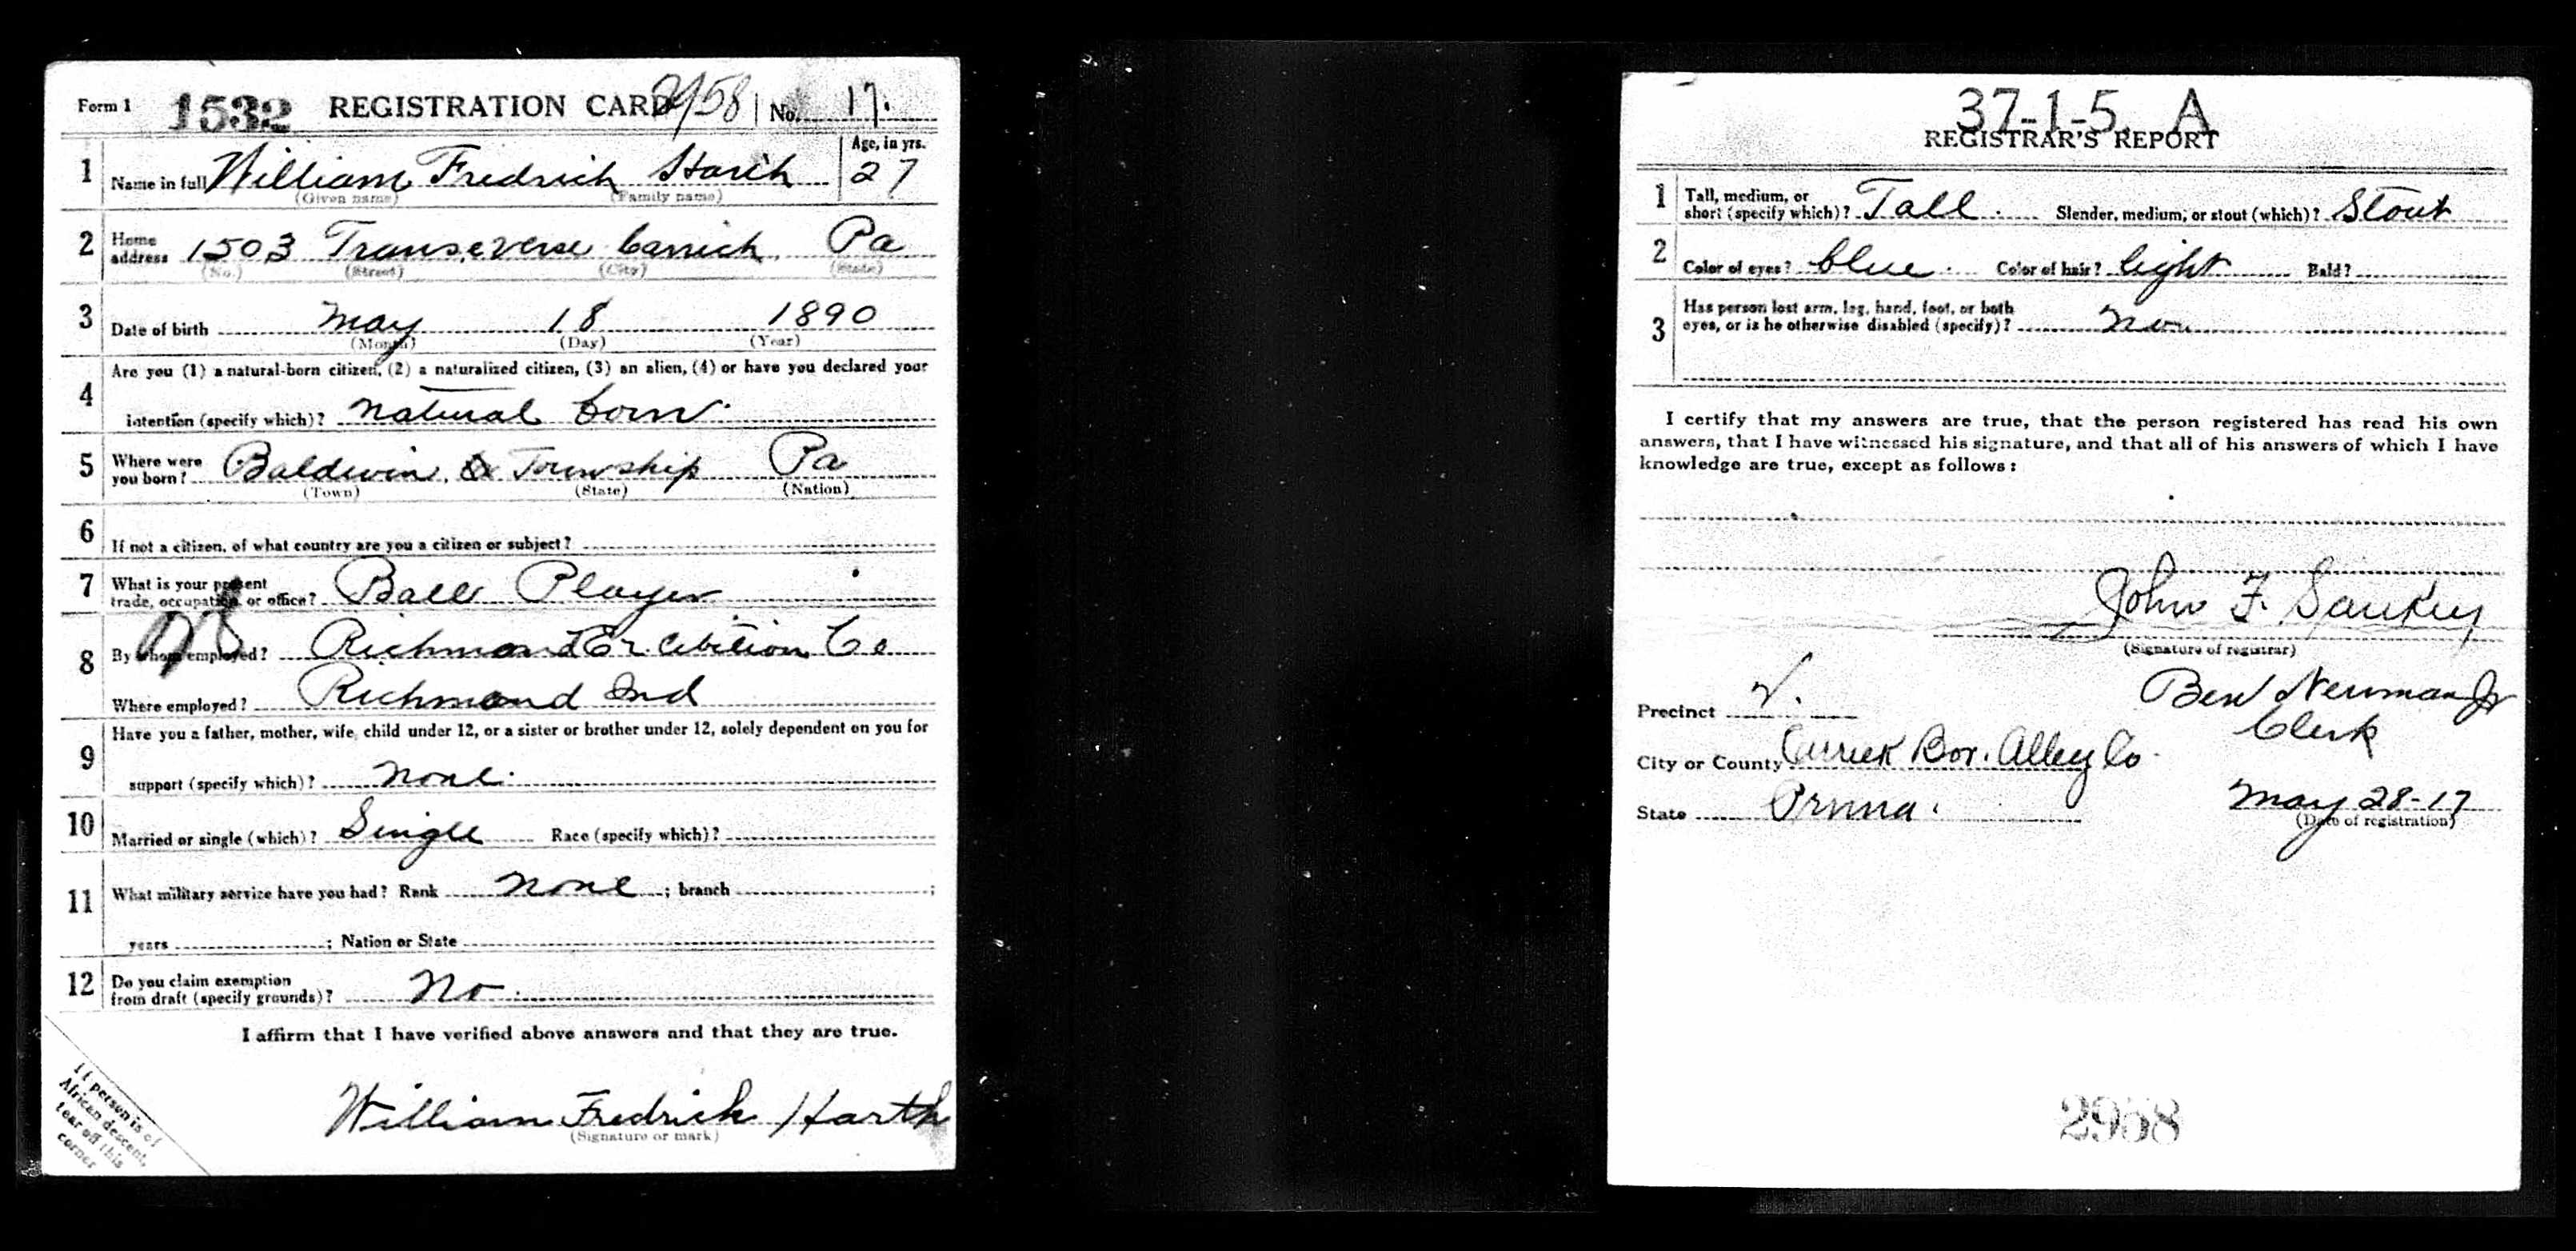 Form 1 1532 REGISTRATION CARD 2958 No. 17.
Age, in yrs.
1 Name in full William Fredrich Harth 27
(Given name) (Family name)
2 Home address 1503 Transeverse Carrick Pa
(No.) (Street) (City) (State)
3 Date of birth May 18 1890
(Month) (Day) (Year)
4 Are you (1) a natural-born citizen, (2) a naturalized citizen, (3) an alien, (4) or have you declared your
intention (specify which)? natural born
5 Where were you born? Baldwin Township Pa
(Town) (State) (Nation)
6 If not a citizen, of what country are you a citizen or subject?
7 What is your present
trade, occupation, or office? Ball Player
8 By whom employed? Richmond Co
Where employed? Richmond Ind
9 Have you a father, mother, wife, child under 12, or a sister or brother under 12, solely dependent on you for
support (specify which)? none.
10 Married or single (which)? Single Race (specify which)?
11 What military service have you had? Rank none ; branch ;
years ; Nation or State
12 Do you claim exemption
from draft (specify grounds)? No.
I affirm that I have verified above answers and that they are true.
William Fredrick Harth
(Signature or mark)
If person is of
African descent,
tear off this
corner
37-1-5. A
REGISTRAR'S REPORT
1 Tall, medium, or
short (specify which)? Tall. Slender, medium, or stout (which)? Stout
2 Color of eyes? blue. Color of hair? light Bald?
3 Has person lost arm, leg, hand, foot, or both
eyes, or is he otherwise disabled (specify)?
I certify that my answers are true, that the person registered has read his own
answers, that I have witnessed his signature, and that all of his answers of which I have
knowledge are true, except as follows:
John F. Sankey
(Signature of registrar)
Ben Newman Jr
Precinct
Clerk
City or County Carrick Bor. Alleg Co.
State Penna. May 28-17
(Date of registration)
2958